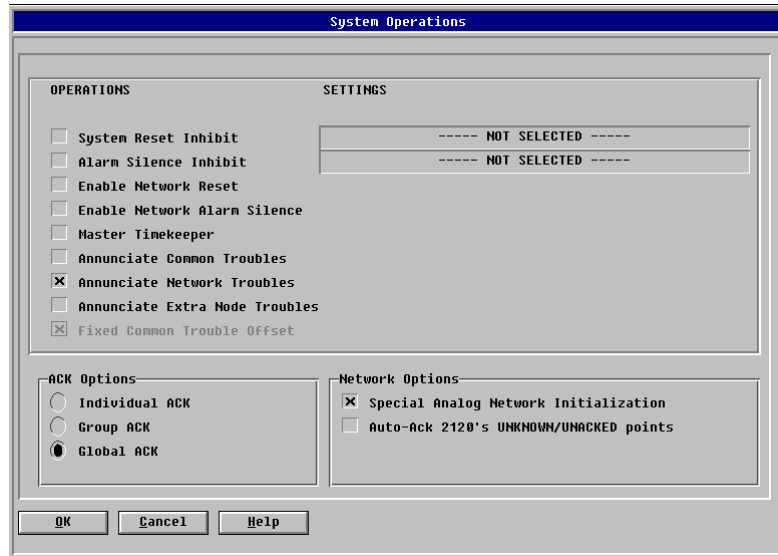 System Operations
OPERATIONS SETTINGS
System Reset Inhibit ----- NOT SELECTED -----
Alarm Silence Inhibit ----- NOT SELECTED -----
Enable Network Reset
Enable Network Alarm Silence
Master Timekeeper
Annunciate Common Troubles
Annunciate Network Troubles
Annunciate Extra Node Troubles
Fixed Common Trouble Offset
ACK Options
Individual ACK
Group ACK
Global ACK
Network Options
Special Analog Network Initialization
Auto-Ack 2120's UNKNOWN/UNACKED points
OK Cancel Help